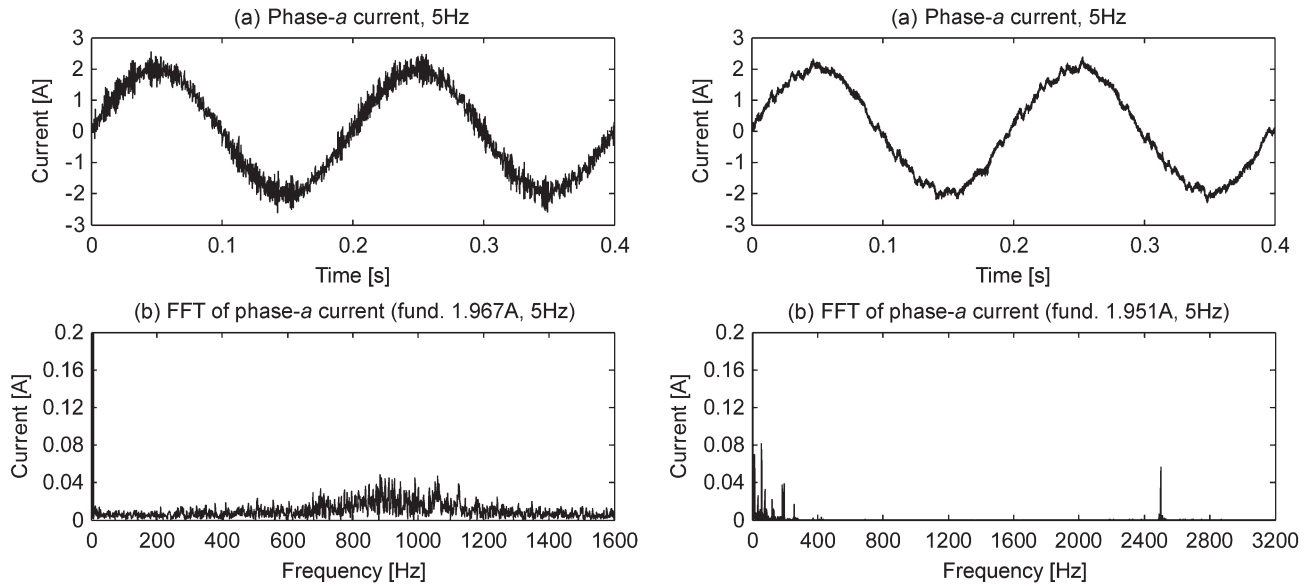 (a) Phase-a current, 5Hz
Current [A]
3
2
1
0
-1
-2
-3
0 0.1 0.2 0.3 0.4
Time [s]
(b) FFT of phase-a current (fund. 1.967A, 5Hz)
Current [A]
0.2
0.16
0.12
0.08
0.04
0
0 200 400 600 800 1000 1200 1400 1600
Frequency [Hz]
(a) Phase-a current, 5Hz
Current [A]
3
2
1
0
-1
-2
-3
0 0.1 0.2 0.3 0.4
Time [s]
(b) FFT of phase-a current (fund. 1.951A, 5Hz)
Current [A]
0.2
0.16
0.12
0.08
0.04
0
0 400 800 1200 1600 2000 2400 2800 3200
Frequency [Hz]